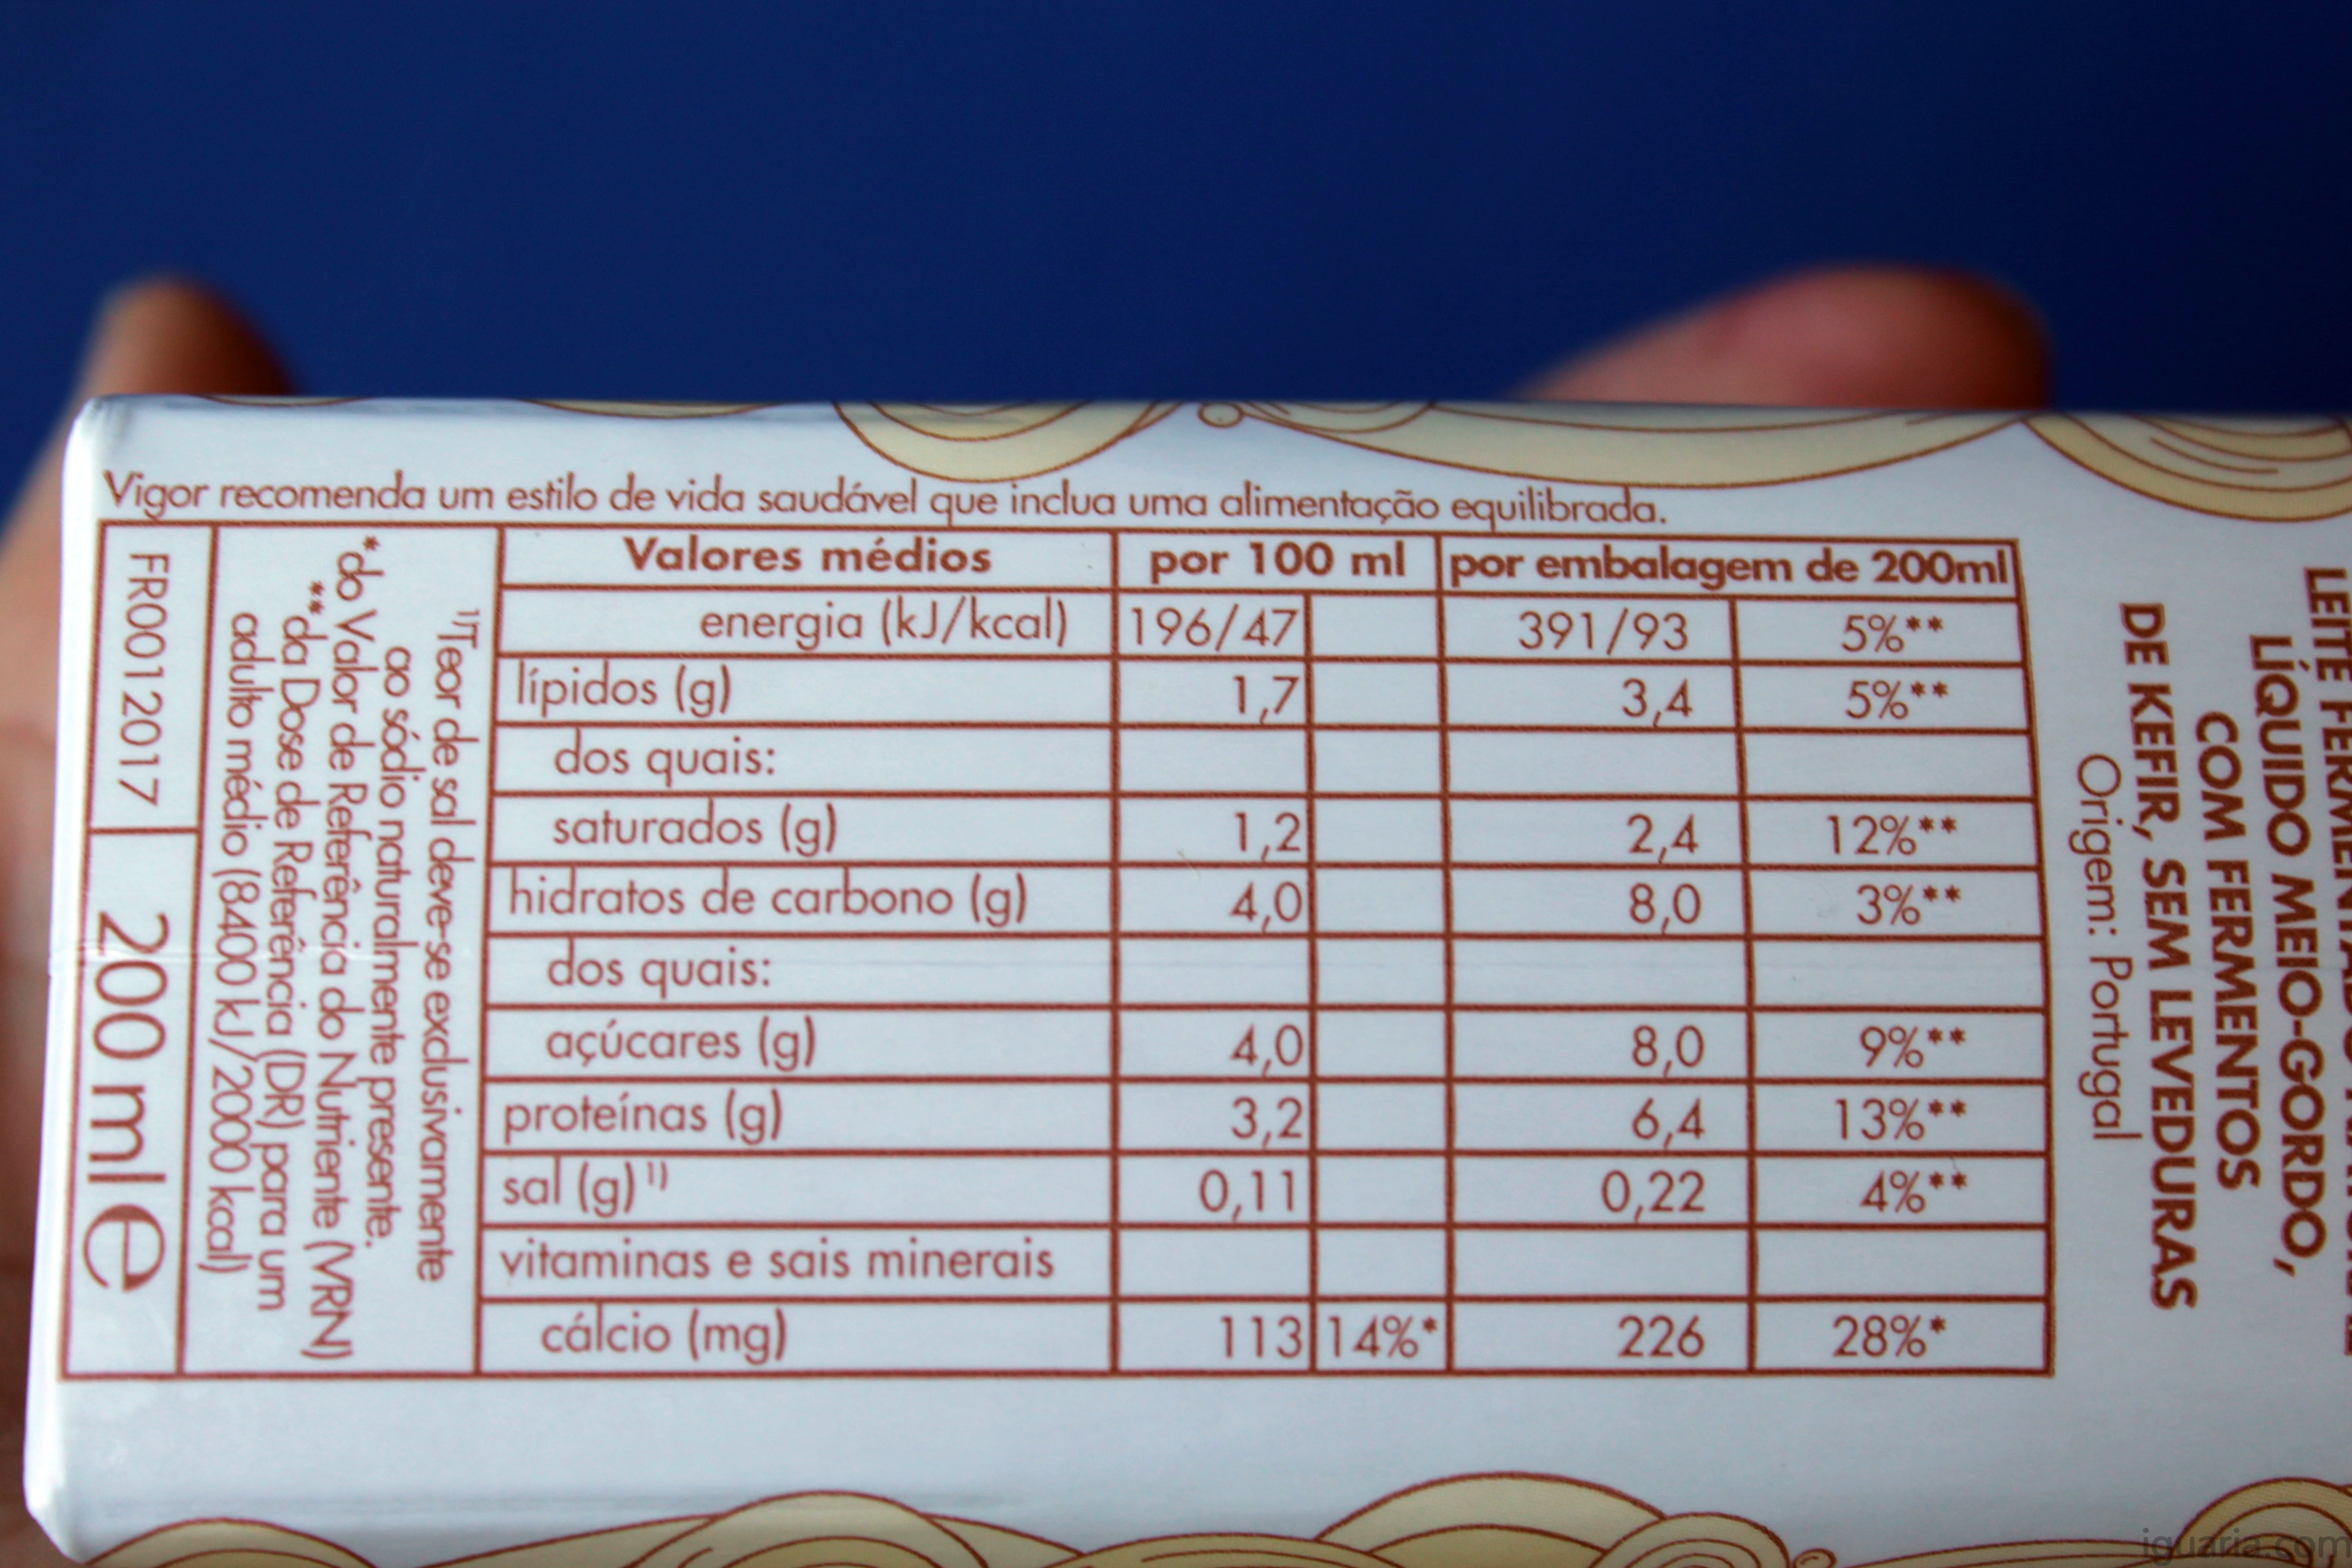 Vigor recomenda um estilo de vida saudável que inclua uma alimentação equilibrada.
Valores médios por 100 ml por embalagem de 200ml
energia (kJ/kcal) 196/47 391/93 5%**
lípidos (g) 1,7 3,4 5%**
dos quais:
saturados (g) 1,2 2,4 12%**
hidratos de carbono (g) 4,0 8,0 3%**
dos quais:
açúcares (g) 4,0 8,0 9%**
proteínas (g) 3,2 6,4 13%**
sal (g)¹⁾ 0,11 0,22 4%**
vitaminas e sais minerais
cálcio (mg) 113 14%* 226 28%*
¹⁾Teor de sal deve-se exclusivamente
ao sódio naturalmente presente.
*do Valor de Referência do Nutriente (VRN)
**da Dose de Referência (DR) para um
adulto médio (8400 kJ/2000 kcal)
FR0012017
200 ml e
LEITE
LÍQUIDO MEIO-GORDO,
COM FERMENTOS
DE KEFIR, SEM LEVEDURAS
Origem: Portugal
iguaria.com